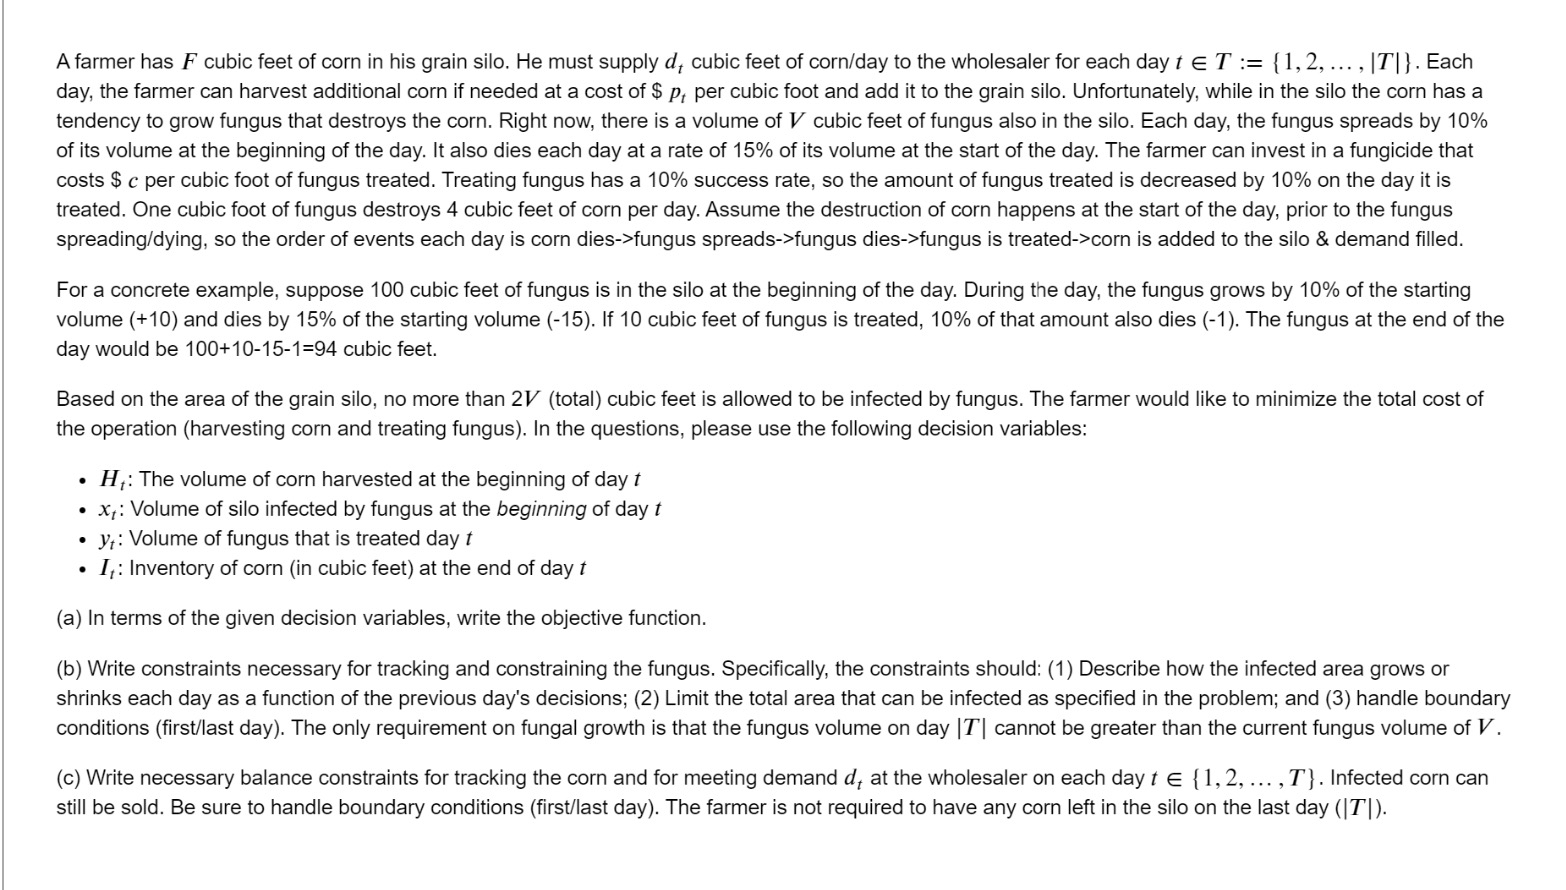 A farmer has F cubic feet of corn in his grain silo. He must supply d_t cubic feet of corn/day to the wholesaler for each day t ∈ T := {1, 2, … , |T|}. Each
day, the farmer can harvest additional corn if needed at a cost of $ p_t per cubic foot and add it to the grain silo. Unfortunately, while in the silo the corn has a
tendency to grow fungus that destroys the corn. Right now, there is a volume of V cubic feet of fungus also in the silo. Each day, the fungus spreads by 10%
of its volume at the beginning of the day. It also dies each day at a rate of 15% of its volume at the start of the day. The farmer can invest in a fungicide that
costs $ c per cubic foot of fungus treated. Treating fungus has a 10% success rate, so the amount of fungus treated is decreased by 10% on the day it is
treated. One cubic foot of fungus destroys 4 cubic feet of corn per day. Assume the destruction of corn happens at the start of the day, prior to the fungus
spreading/dying, so the order of events each day is corn dies->fungus spreads->fungus dies->fungus is treated->corn is added to the silo & demand filled.
For a concrete example, suppose 100 cubic feet of fungus is in the silo at the beginning of the day. During the day, the fungus grows by 10% of the starting
volume (+10) and dies by 15% of the starting volume (-15). If 10 cubic feet of fungus is treated, 10% of that amount also dies (-1). The fungus at the end of the
day would be 100+10-15-1=94 cubic feet.
Based on the area of the grain silo, no more than 2V (total) cubic feet is allowed to be infected by fungus. The farmer would like to minimize the total cost of
the operation (harvesting corn and treating fungus). In the questions, please use the following decision variables:
• H_t: The volume of corn harvested at the beginning of day t
• x_t: Volume of silo infected by fungus at the beginning of day t
• y_t: Volume of fungus that is treated day t
• I_t: Inventory of corn (in cubic feet) at the end of day t
(a) In terms of the given decision variables, write the objective function.
(b) Write constraints necessary for tracking and constraining the fungus. Specifically, the constraints should: (1) Describe how the infected area grows or
shrinks each day as a function of the previous day's decisions; (2) Limit the total area that can be infected as specified in the problem; and (3) handle boundary
conditions (first/last day). The only requirement on fungal growth is that the fungus volume on day |T| cannot be greater than the current fungus volume of V.
(c) Write necessary balance constraints for tracking the corn and for meeting demand d_t at the wholesaler on each day t ∈ {1, 2, … , T}. Infected corn can
still be sold. Be sure to handle boundary conditions (first/last day). The farmer is not required to have any corn left in the silo on the last day (|T|).